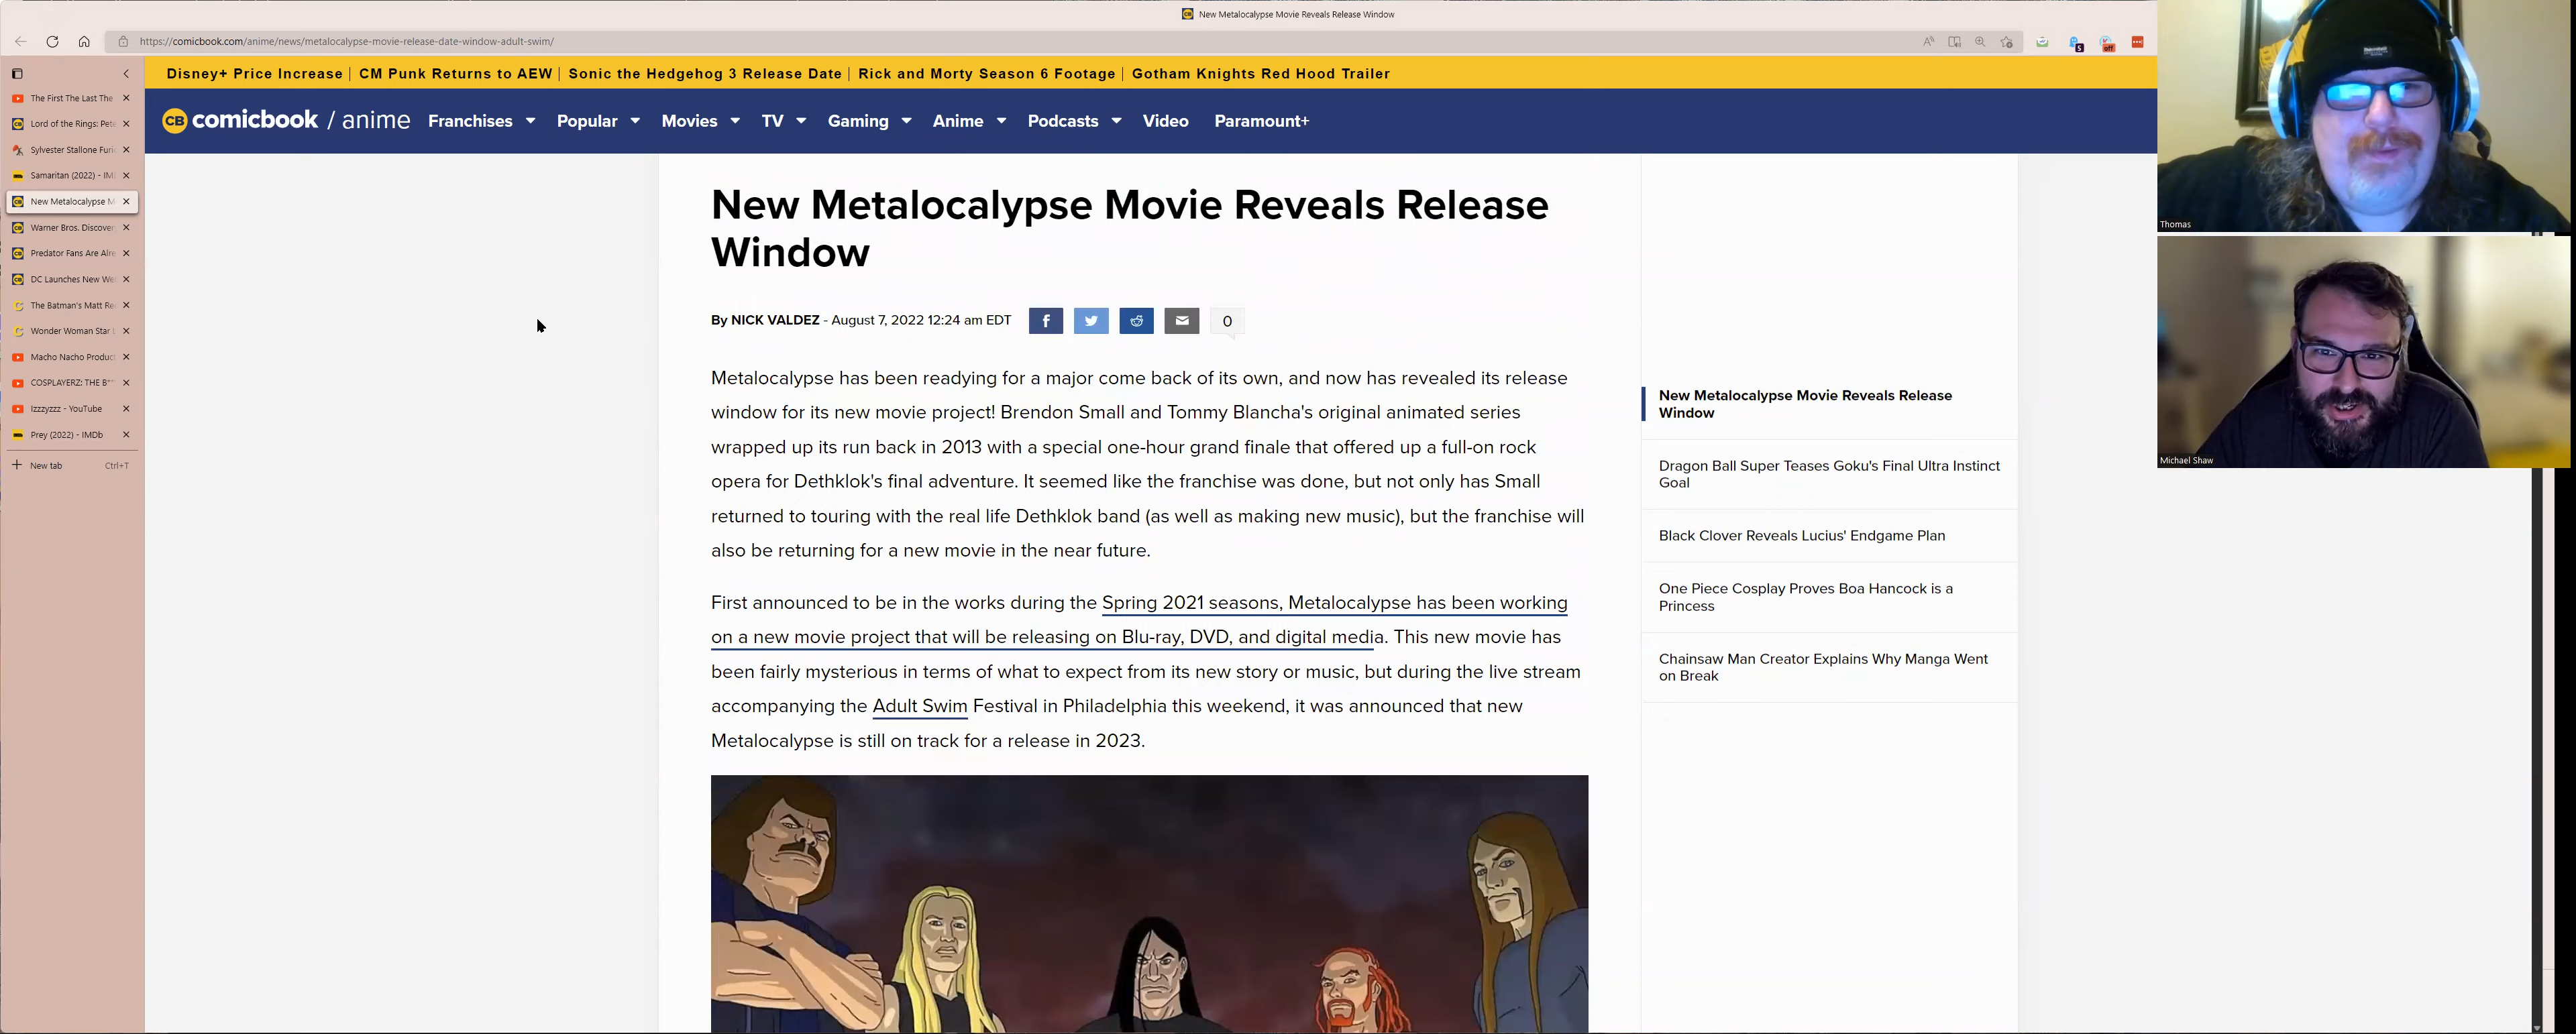 New Metalocalypse Movie Reveals Release Window
https://comicbook.com/anime/news/metalocalypse-movie-release-date-window-adult-swim/
The First The Last The
Lord of the Rings: Pet
Sylvester Stallone Furi
Samaritan (2022) - IM
New Metalocalypse M
Warner Bros. Discover
Predator Fans Are Alre
DC Launches New We
The Batman's Matt Re
Wonder Woman Star
Macho Nacho Produc
COSPLAYERZ: THE B**
Izzzyzzz - YouTube
Prey (2022) - IMDb
New tab Ctrl+T
Disney+ Price Increase | CM Punk Returns to AEW | Sonic the Hedgehog 3 Release Date | Rick and Morty Season 6 Footage | Gotham Knights Red Hood Trailer
CB comicbook / anime Franchises Popular Movies TV Gaming Anime Podcasts Video Paramount+
New Metalocalypse Movie Reveals Release
Window
By NICK VALDEZ - August 7, 2022 12:24 am EDT 0
Metalocalypse has been readying for a major come back of its own, and now has revealed its release
window for its new movie project! Brendon Small and Tommy Blancha's original animated series
wrapped up its run back in 2013 with a special one-hour grand finale that offered up a full-on rock
opera for Dethklok's final adventure. It seemed like the franchise was done, but not only has Small
returned to touring with the real life Dethklok band (as well as making new music), but the franchise will
also be returning for a new movie in the near future.
First announced to be in the works during the Spring 2021 seasons, Metalocalypse has been working
on a new movie project that will be releasing on Blu-ray, DVD, and digital media. This new movie has
been fairly mysterious in terms of what to expect from its new story or music, but during the live stream
accompanying the Adult Swim Festival in Philadelphia this weekend, it was announced that new
Metalocalypse is still on track for a release in 2023.
New Metalocalypse Movie Reveals Release
Window
Dragon Ball Super Teases Goku's Final Ultra Instinct
Goal
Black Clover Reveals Lucius' Endgame Plan
One Piece Cosplay Proves Boa Hancock is a
Princess
Chainsaw Man Creator Explains Why Manga Went
on Break
Thomas
Michael Shaw